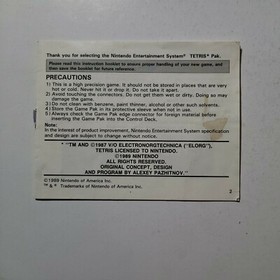 Thank you for selecting the Nintendo Entertainment System® TETRIS® Pak.
Please read this instruction booklet to ensure proper handling of your new game, and
then save the booklet for future reference.
PRECAUTIONS
1) This is a high precision game. It should not be stored in places that are very
hot or cold. Never hit it or drop it. Do not take it apart.
2) Avoid touching the connectors. Do not get them wet or dirty. Doing so may
damage the game.
3) Do not clean with benzene, paint thinner, alcohol or other such solvents.
4) Store the Game Pak in its protective sleeve when not in use.
5) Always check the Game Pak edge connector for foreign material before
inserting the Game Pak into the Control Deck.
Note:
In the interest of product improvement, Nintendo Entertainment System specification
and design are subject to change without notice.
"TM AND ©1987 V/O ELECTRONORGTECHNICA ("ELORG"),
TETRIS LICENSED TO NINTENDO.
©1989 NINTENDO
ALL RIGHTS RESERVED.
ORIGINAL CONCEPT, DESIGN
AND PROGRAM BY ALEXEY PAZHITNOV."
©1989 Nintendo of America Inc.
TM & ® Trademarks of Nintendo of America Inc.
2